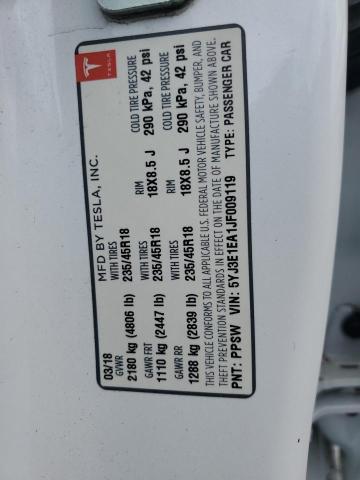 TESLA
MFD BY TESLA, INC.
03/18
GVWR WITH TIRES RIM COLD TIRE PRESSURE
2180 kg (4806 lb) 235/45R18 18X8.5 J 290 kPa, 42 psi
GAWR FRT WITH TIRES RIM COLD TIRE PRESSURE
1110 kg (2447 lb) 235/45R18 18X8.5 J 290 kPa, 42 psi
GAWR RR
1288 kg (2839 lb)
THIS VEHICLE CONFORMS TO ALL APPLICABLE U.S. FEDERAL MOTOR VEHICLE SAFETY, BUMPER, AND
THEFT PREVENTION STANDARDS IN EFFECT ON THE DATE OF MANUFACTURE SHOWN ABOVE.
PNT: PPSW VIN: 5YJ3E1EA1JF009119 TYPE: PASSENGER CAR